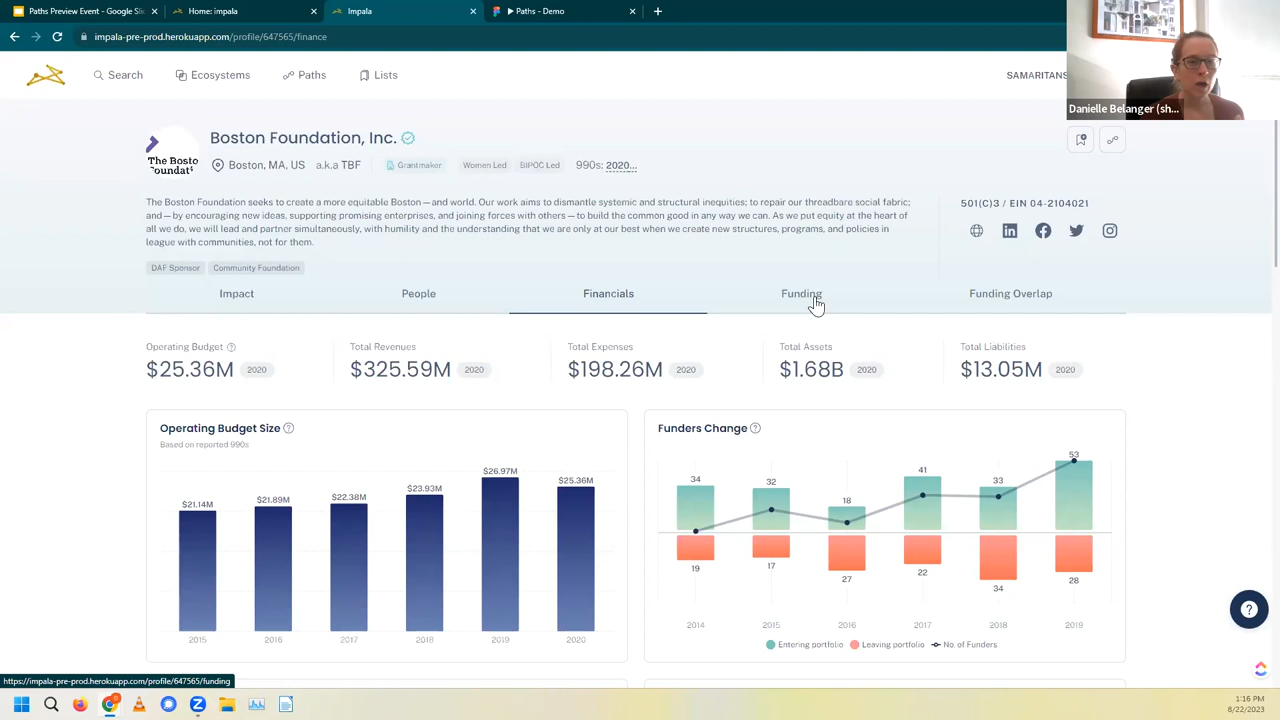 Paths Preview Event - Google Slid
Home: impala
Impala
Paths - Demo
impala-pre-prod.herokuapp.com/profile/647565/finance
Search
Ecosystems
Paths
Lists
SAMARITANS
Danielle Belanger (sh...
The Bosto
Foundat
Boston Foundation, Inc.
Boston, MA, US
a.k.a TBF
Grantmaker
Women Led
BIPOC Led
990s: 2020...
The Boston Foundation seeks to create a more equitable Boston—and world. Our work aims to dismantle systemic and structural inequities; to repair our threadbare social fabric;
and—by encouraging new ideas, supporting promising enterprises, and joining forces with others—to build the common good in any way we can. As we put equity at the heart of
all we do, we will lead and partner simultaneously, with humility and the understanding that we are only at our best when we create new structures, programs, and policies in
league with communities, not for them.
501(C)3 / EIN 04-2104021
DAF Sponsor
Community Foundation
Impact
People
Financials
Funding
Funding Overlap
Operating Budget
$25.36M 2020
Total Revenues
$325.59M 2020
Total Expenses
$198.26M 2020
Total Assets
$1.68B 2020
Total Liabilities
$13.05M 2020
Operating Budget Size
Based on reported 990s
$21.14M
$21.89M
$22.38M
$23.93M
$26.97M
$25.36M
2015
2016
2017
2018
2019
2020
Funders Change
34
32
18
41
33
53
19
17
27
22
34
28
2014
2015
2016
2017
2018
2019
Entering portfolio
Leaving portfolio
No. of Funders
https://impala-pre-prod.herokuapp.com/profile/647565/funding
1:16 PM
8/22/2023